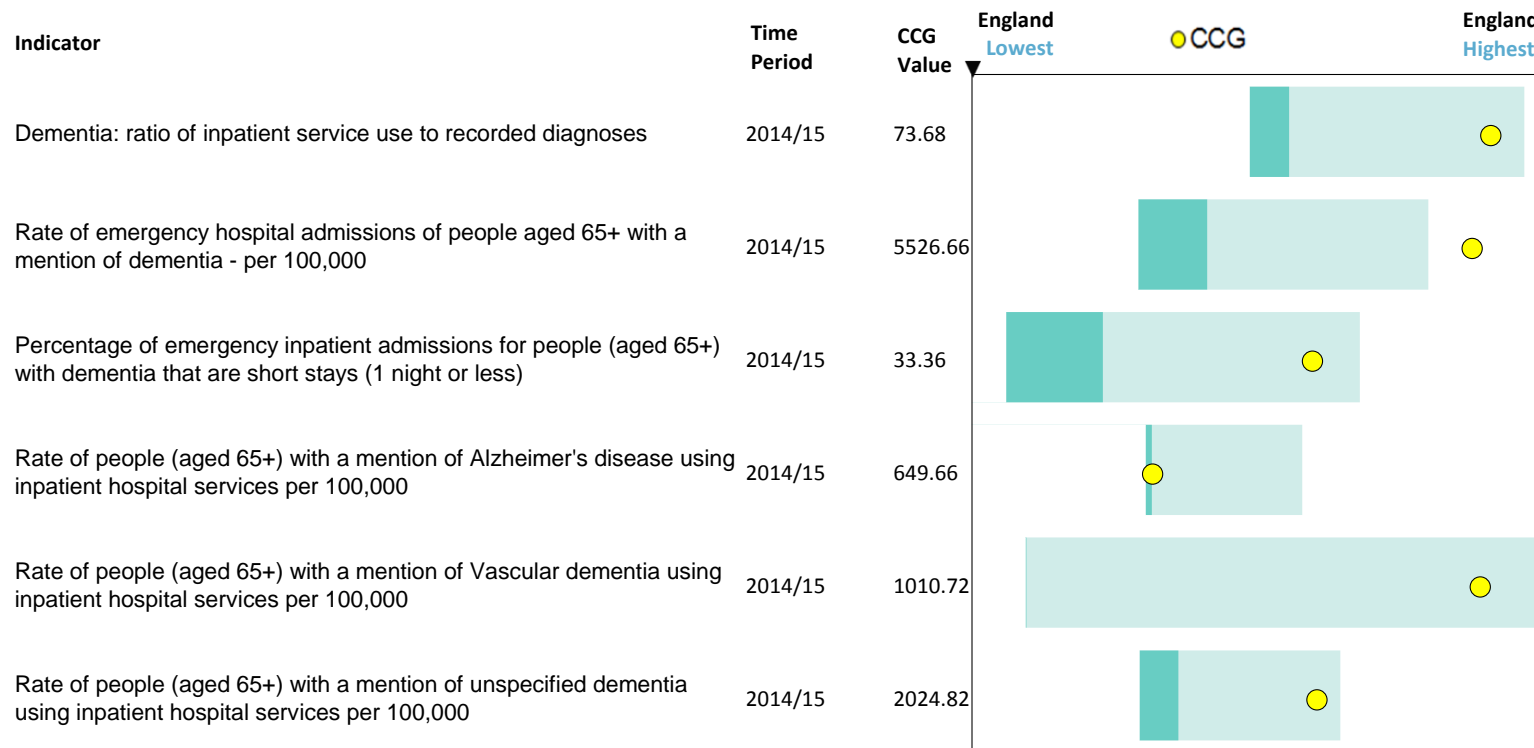 Indicator
Time
Period
CCG
Value
England
Lowest
CCG
England
Highest
Dementia: ratio of inpatient service use to recorded diagnoses
2014/15
73.68
Rate of emergency hospital admissions of people aged 65+ with a
mention of dementia - per 100,000
2014/15
5526.66
Percentage of emergency inpatient admissions for people (aged 65+)
with dementia that are short stays (1 night or less)
2014/15
33.36
Rate of people (aged 65+) with a mention of Alzheimer's disease using
inpatient hospital services per 100,000
2014/15
649.66
Rate of people (aged 65+) with a mention of Vascular dementia using
inpatient hospital services per 100,000
2014/15
1010.72
Rate of people (aged 65+) with a mention of unspecified dementia
using inpatient hospital services per 100,000
2014/15
2024.82